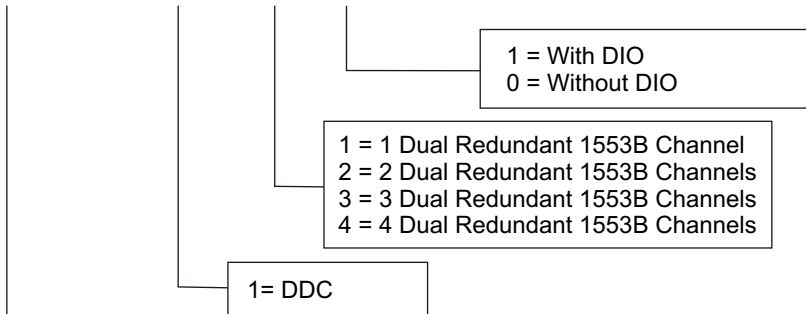 1 = With DIO
0 = Without DIO
1 = 1 Dual Redundant 1553B Channel
2 = 2 Dual Redundant 1553B Channels
3 = 3 Dual Redundant 1553B Channels
4 = 4 Dual Redundant 1553B Channels
1= DDC